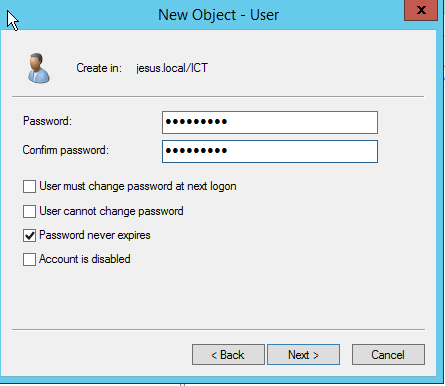 New Object - User
x
Create in: jesus.local/ICT
Password: •••••••••
Confirm password: •••••••••
User must change password at next logon
User cannot change password
Password never expires
Account is disabled
< Back Next > Cancel